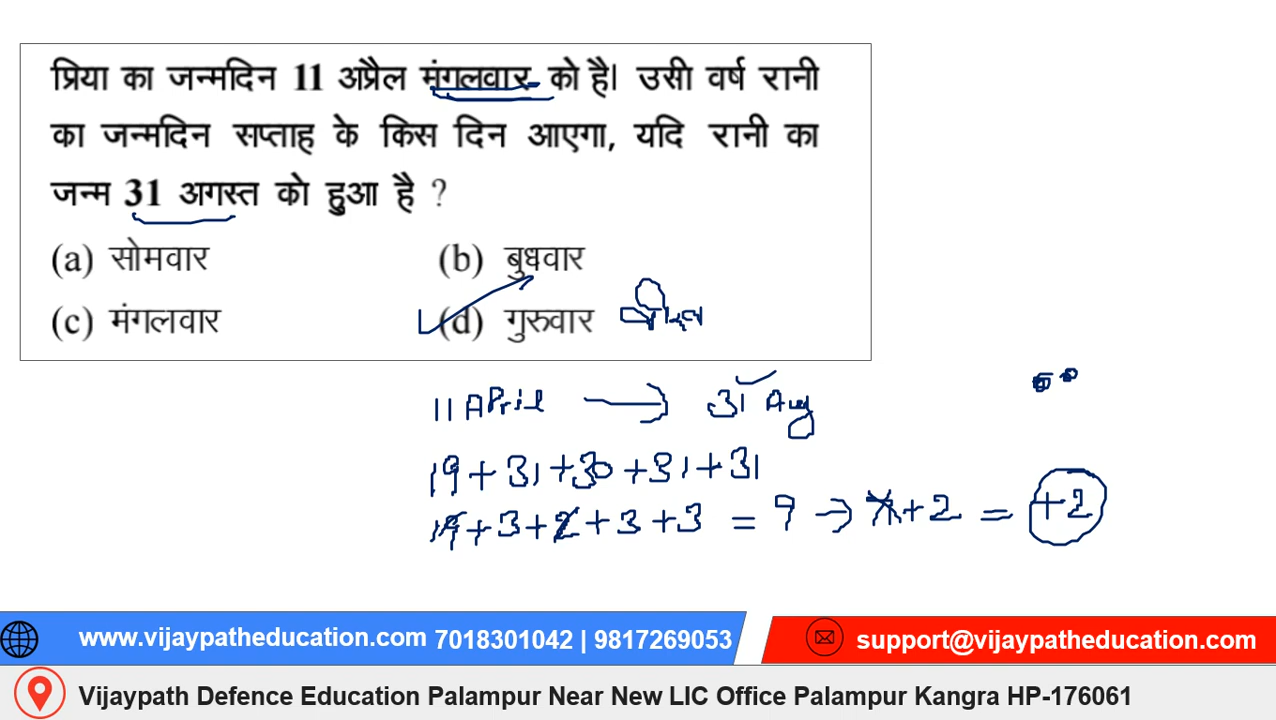 प्रिया का जन्मदिन 11 अप्रैल मंगलवार को है। उसी वर्ष रानी
का जन्मदिन सप्ताह के किस दिन आएगा, यदि रानी का
जन्म 31 अगस्त को हुआ है ?
(a) सोमवार (b) बुधवार
(c) मंगलवार (d) गुरुवार
11 April → 31 Aug
19+31+30+31+31
19+3+2+3+3 = 9 → 7+2 = +2
www.vijaypatheducation.com 7018301042 | 9817269053 support@vijaypatheducation.com
Vijaypath Defence Education Palampur Near New LIC Office Palampur Kangra HP-176061